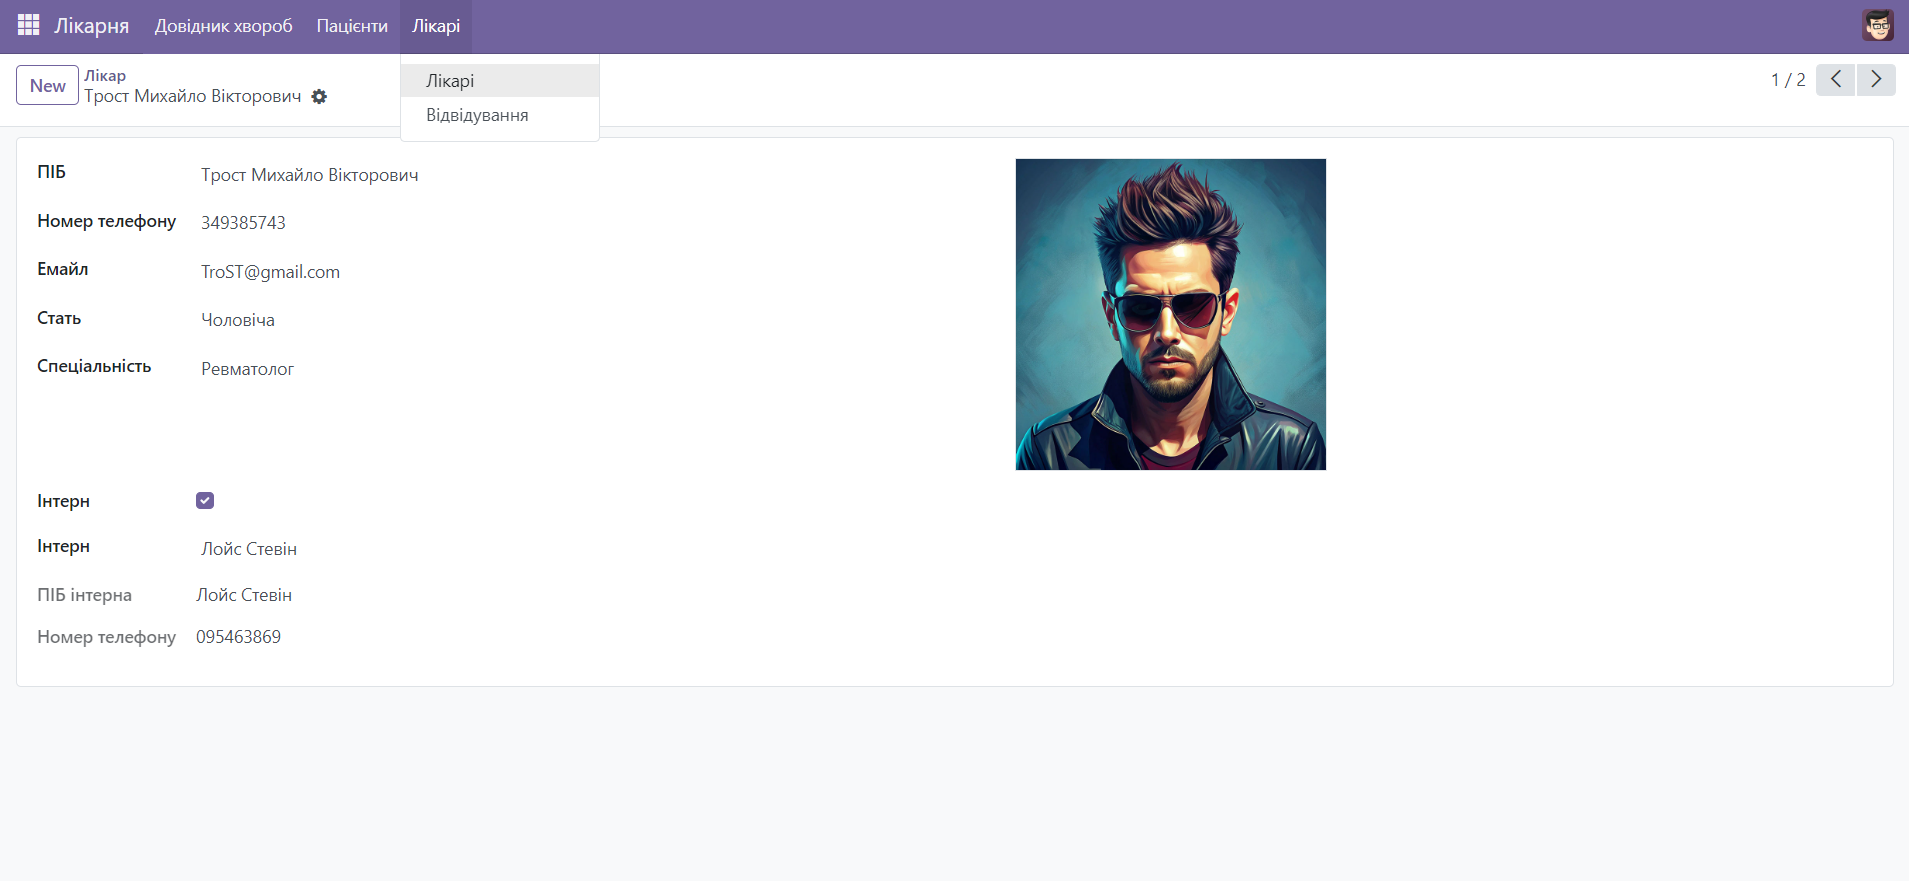 Лікарня Довідник хвороб Пацієнти Лікарі
Лікарі
Відвідування
New
Лікар
Трост Михайло Вікторович
1 / 2
ПІБ Трост Михайло Вікторович
Номер телефону 349385743
Емайл TroST@gmail.com
Стать Чоловіча
Спеціальність Ревматолог
Інтерн
Інтерн Лойс Стевін
ПІБ інтерна Лойс Стевін
Номер телефону 095463869